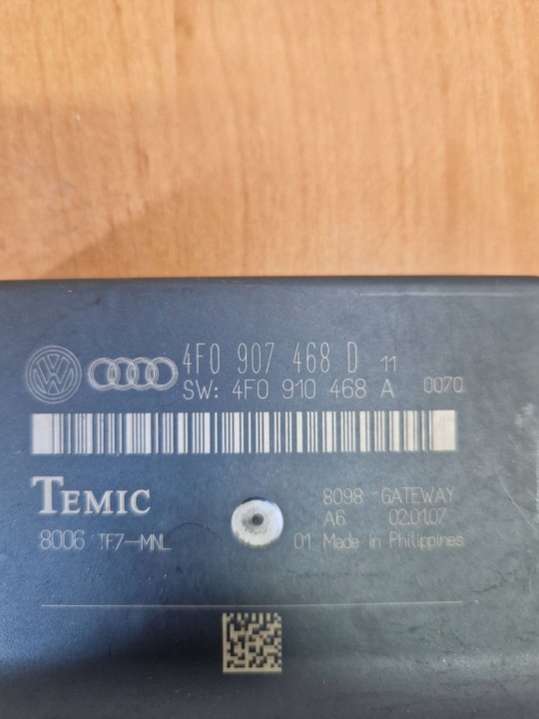 4F0 907 468 D 11
SW: 4F0 910 468 A 0070
TEMIC
8006 TF7-MNL
8098 GATEWAY
A6 02.01.07
01 Made in Philippines